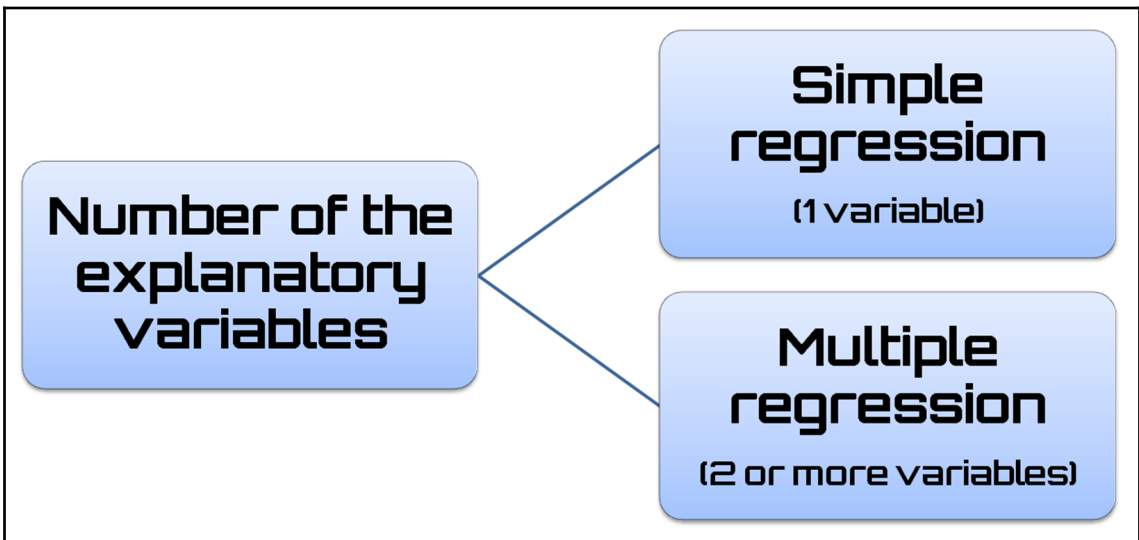 Number of the
explanatory
variables
Simple
regression
(1 variable)
Multiple
regression
(2 or more variables)